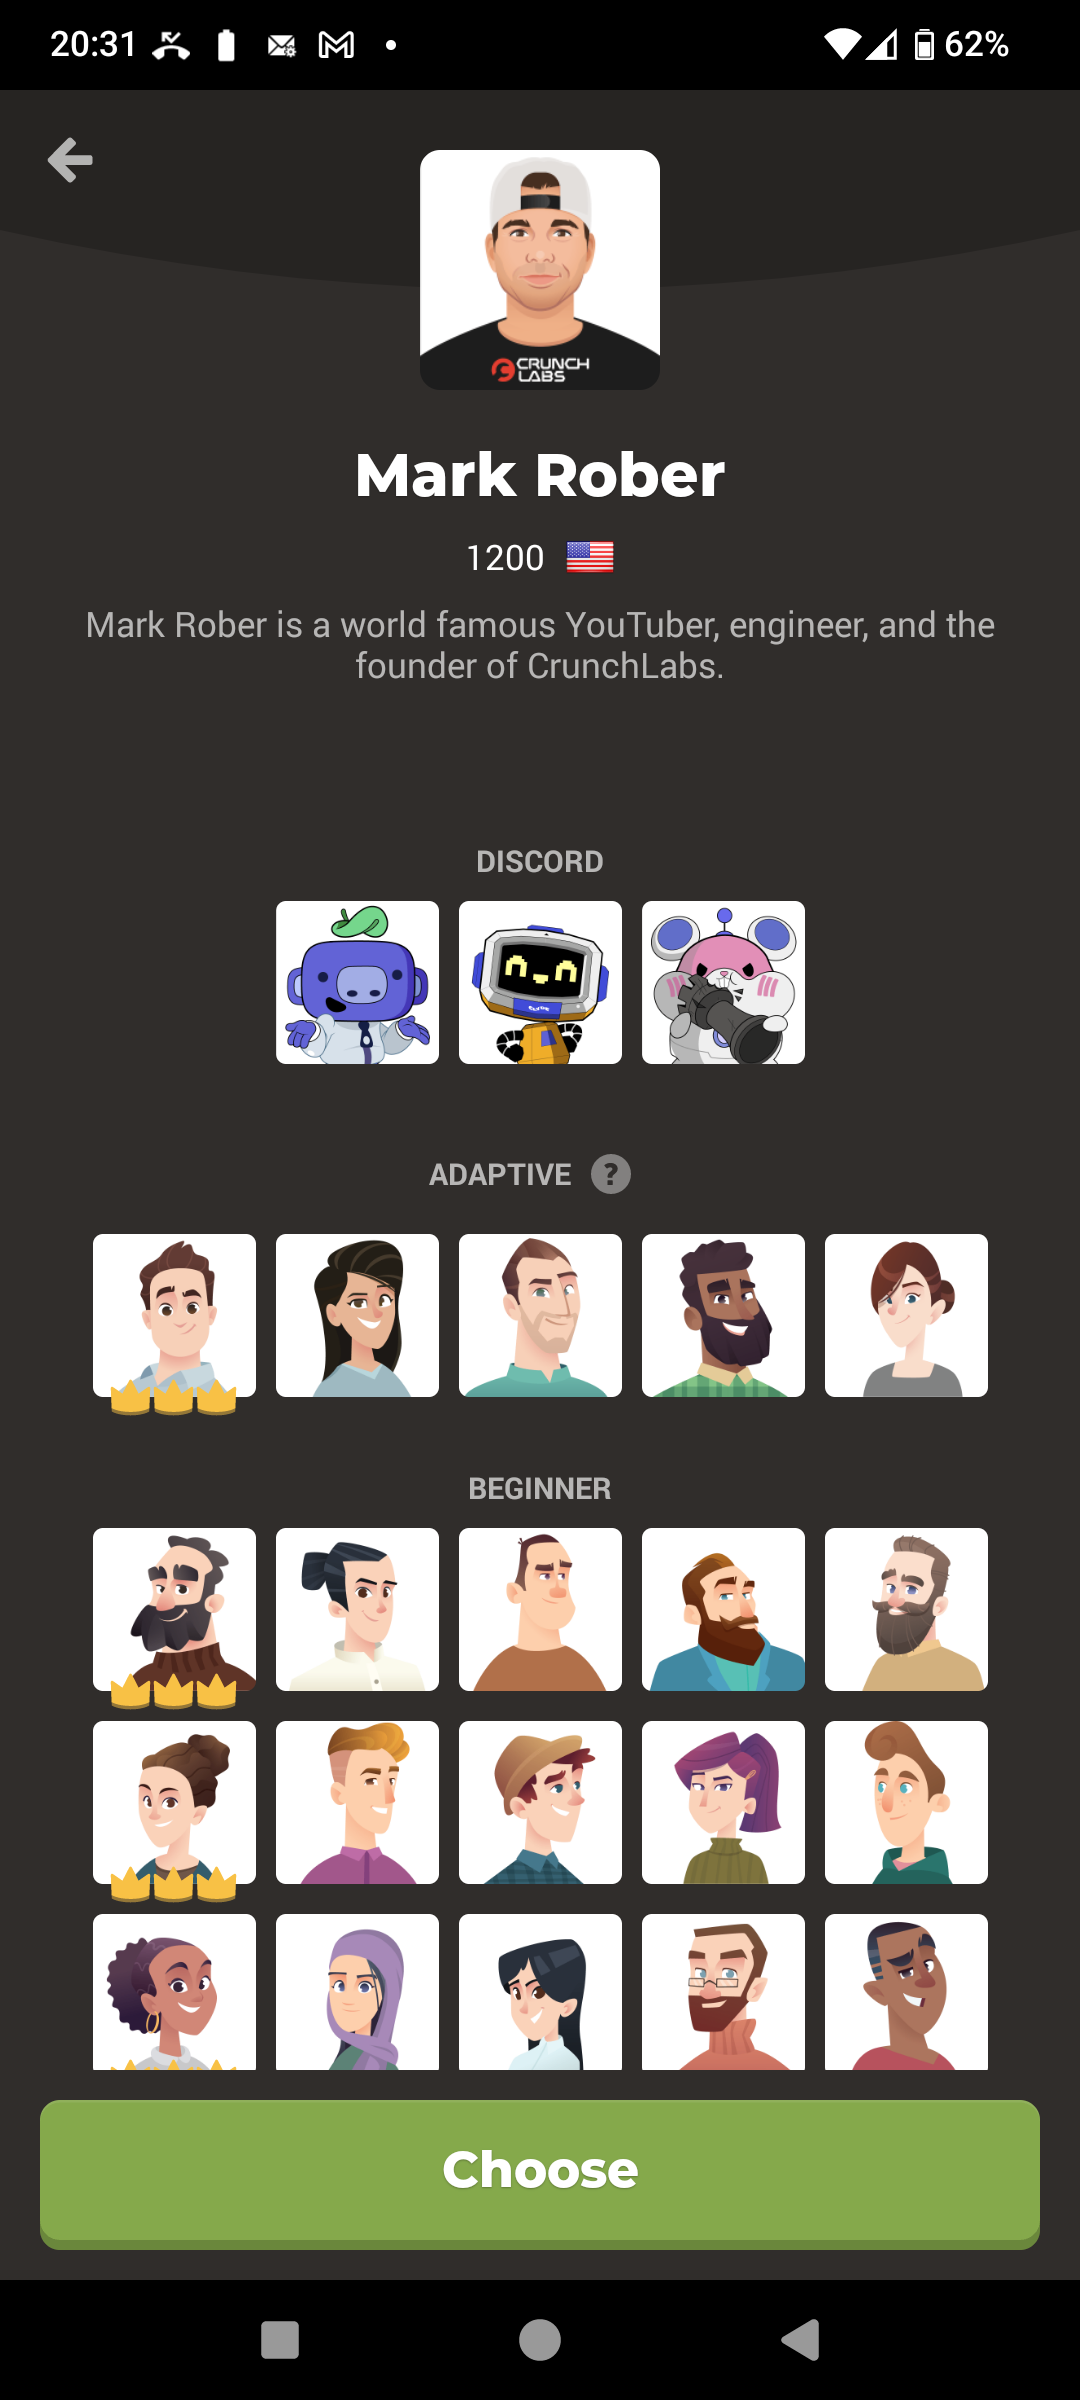 20:31
62%
CRUNCH
LABS
Mark Rober
1200
Mark Rober is a world famous YouTuber, engineer, and the
founder of CrunchLabs.
DISCORD
ADAPTIVE ?
BEGINNER
Choose